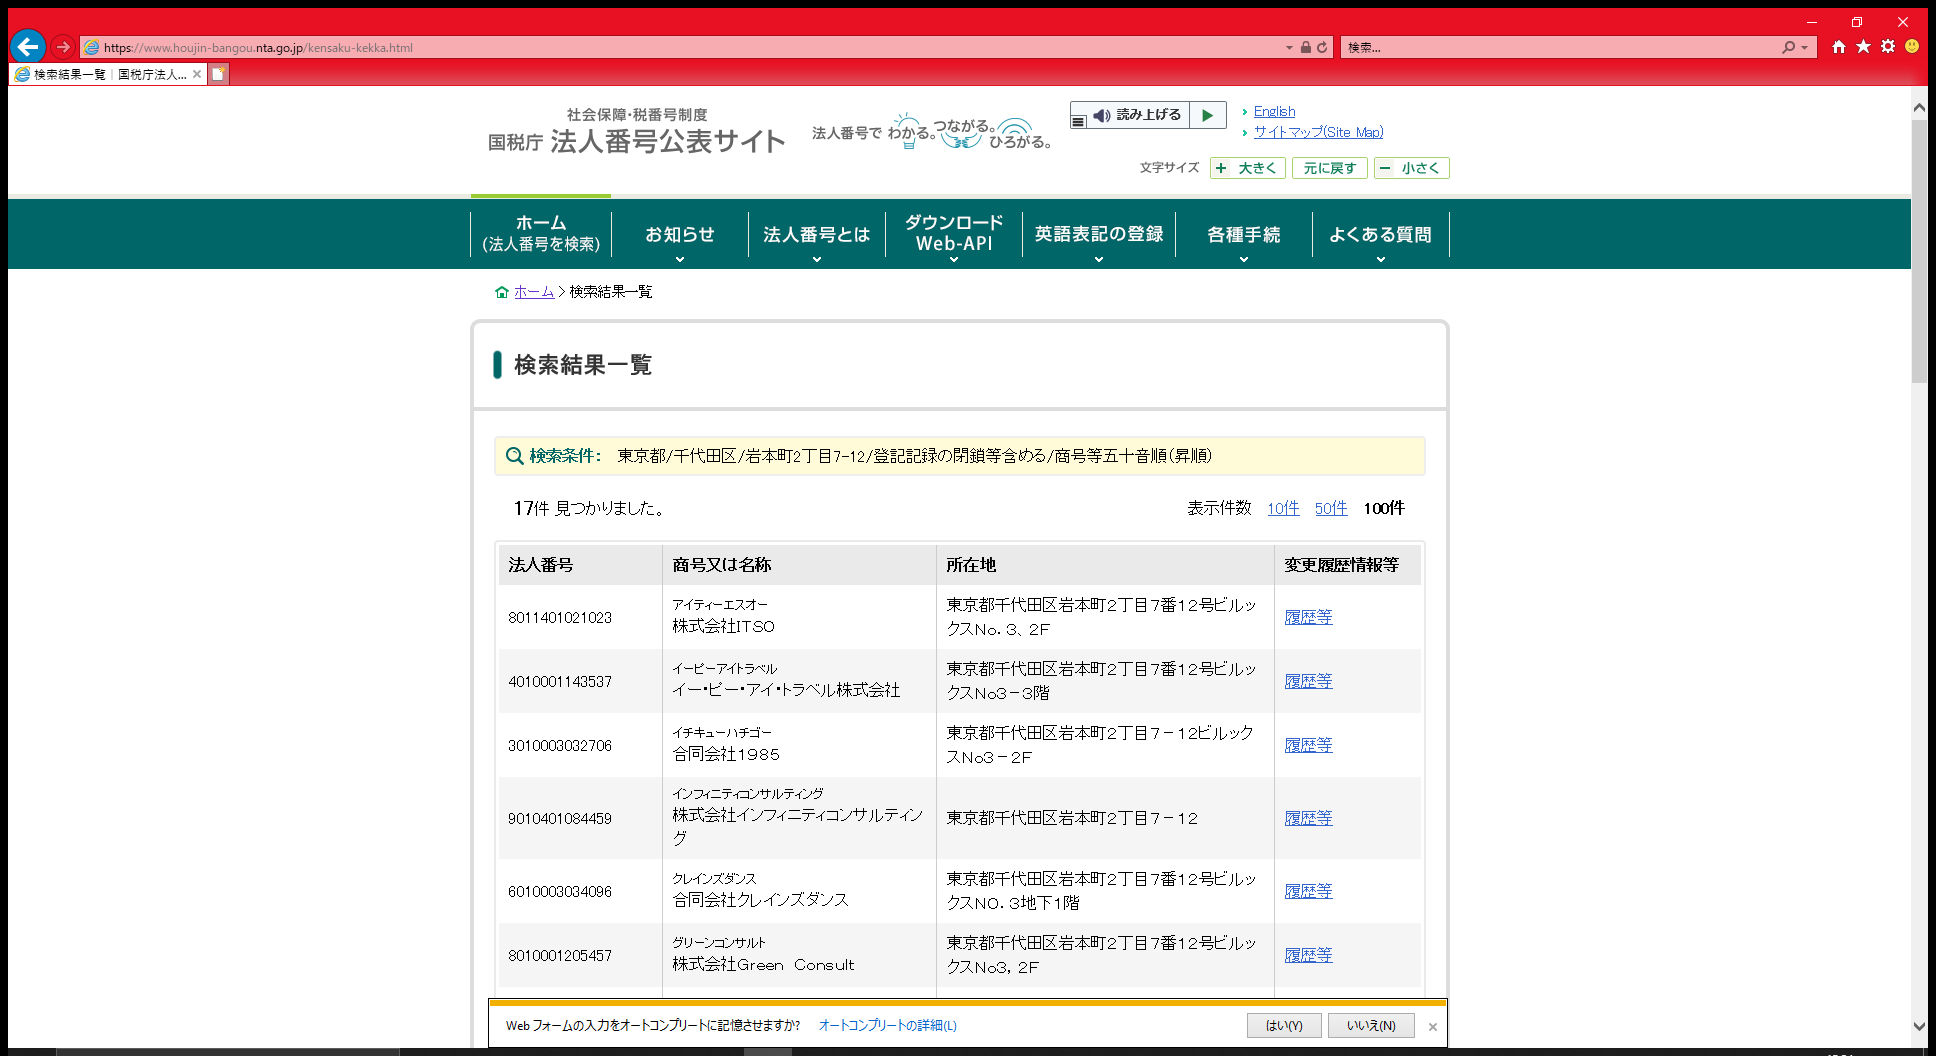 https://www.houjin-bangou.nta.go.jp/kensaku-kekka.html
検索...
検索結果一覧｜国税庁法人...
社会保障・税番号制度
国税庁 法人番号公表サイト
法人番号で わかる。つながる。ひろがる。
読み上げる
English
サイトマップ(Site Map)
文字サイズ
＋ 大きく
元に戻す
－ 小さく
ホーム
(法人番号を検索)
お知らせ
法人番号とは
ダウンロード
Web-API
英語表記の登録
各種手続
よくある質問
ホーム > 検索結果一覧
検索結果一覧
検索条件： 東京都/千代田区/岩本町2丁目7-12/登記記録の閉鎖等含める/商号等五十音順(昇順)
17件 見つかりました。
表示件数 10件 50件 100件
法人番号 商号又は名称 所在地 変更履歴情報等
8011401021023
アイティーエスオー
株式会社ＩＴＳＯ
東京都千代田区岩本町２丁目７番１２号ビルッ
クスＮｏ．３、２Ｆ
履歴等
4010001143537
イーピーアイトラベル
イー・ピー・アイ・トラベル株式会社
東京都千代田区岩本町２丁目７番１２号ビルッ
クスＮｏ３－３階
履歴等
3010003032706
イチキューハチゴー
合同会社１９８５
東京都千代田区岩本町２丁目７－１２ビルック
スＮｏ３－２Ｆ
履歴等
9010401084459
インフィニティコンサルティング
株式会社インフィニティコンサルティン
グ
東京都千代田区岩本町２丁目７－１２
履歴等
6010003034096
クレインズダンス
合同会社クレインズダンス
東京都千代田区岩本町２丁目７番１２号ビルッ
クスＮＯ．３地下１階
履歴等
8010001205457
グリーンコンサルト
株式会社Ｇｒｅｅｎ　Ｃｏｎｓｕｌｔ
東京都千代田区岩本町２丁目７番１２号ビルッ
クスＮｏ３，２Ｆ
履歴等
Web フォームの入力をオートコンプリートに記憶させますか? オートコンプリートの詳細(L)
はい(Y)
いいえ(N)